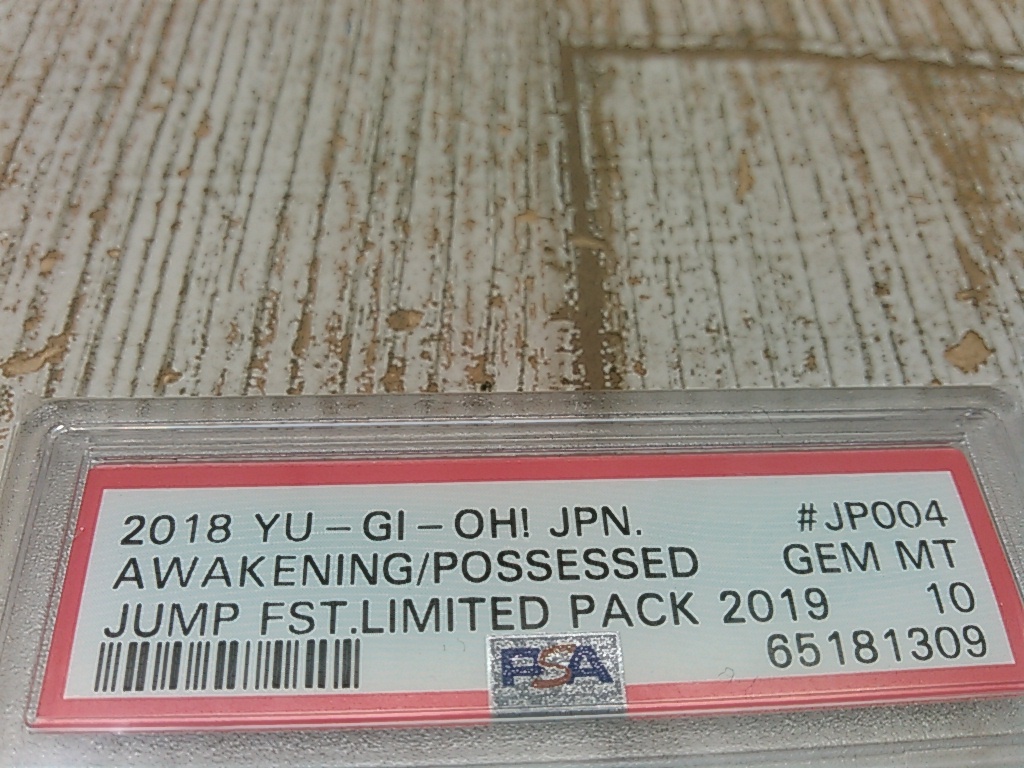 2018 YU-GI-OH! JPN. #JP004
AWAKENING/POSSESSED GEM MT
JUMP FST.LIMITED PACK 2019 10
PSA 65181309